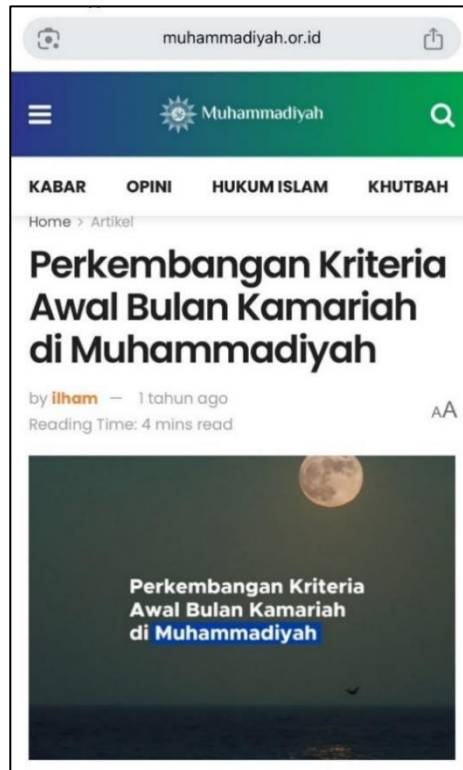 muhammadiyah.or.id
Muhammadiyah
KABAR OPINI HUKUM ISLAM KHUTBAH
Home > Artikel
Perkembangan Kriteria
Awal Bulan Kamariah
di Muhammadiyah
by ilham — 1 tahun ago
Reading Time: 4 mins read
AA
Perkembangan Kriteria
Awal Bulan Kamariah
di Muhammadiyah